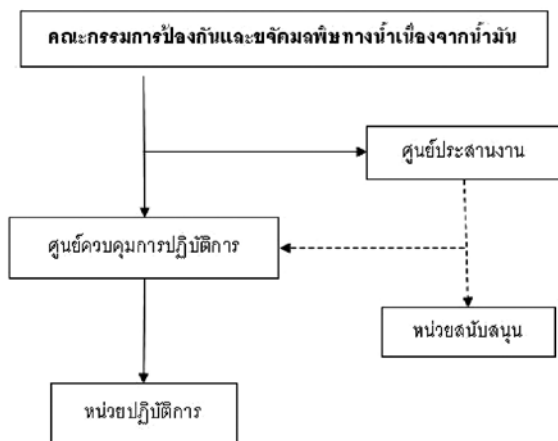 คณะกรรมการป้องกันและขจัดมลพิษทางน้ำเนื่องจากน้ำมัน
ศูนย์ประสานงาน
ศูนย์ควบคุมการปฏิบัติการ
หน่วยสนับสนุน
หน่วยปฏิบัติการ